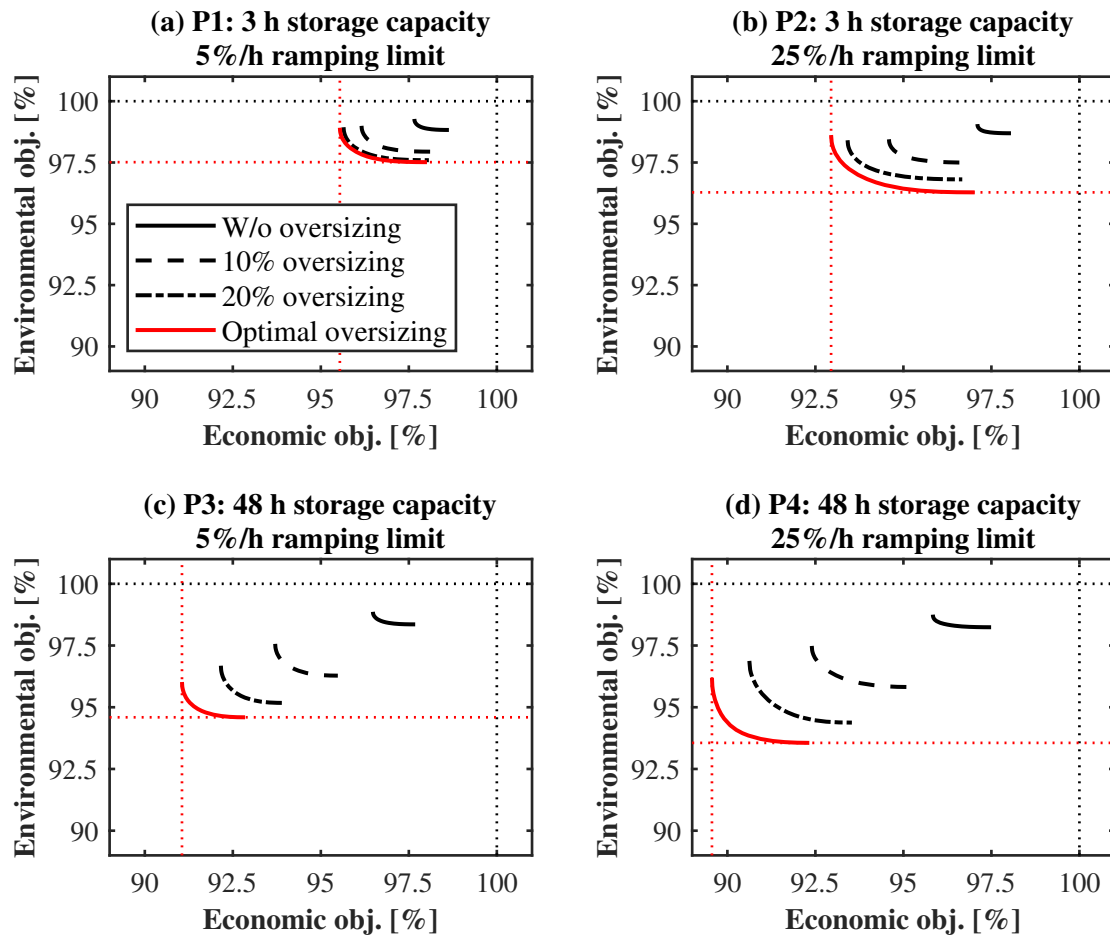 (a) P1: 3 h storage capacity
5%/h ramping limit
Environmental obj. [%]
100
97.5
95
92.5
90
W/o oversizing
10% oversizing
20% oversizing
Optimal oversizing
90 92.5 95 97.5 100
Economic obj. [%]
(b) P2: 3 h storage capacity
25%/h ramping limit
Environmental obj. [%]
100
97.5
95
92.5
90
90 92.5 95 97.5 100
Economic obj. [%]
(c) P3: 48 h storage capacity
5%/h ramping limit
Environmental obj. [%]
100
97.5
95
92.5
90
90 92.5 95 97.5 100
Economic obj. [%]
(d) P4: 48 h storage capacity
25%/h ramping limit
Environmental obj. [%]
100
97.5
95
92.5
90
90 92.5 95 97.5 100
Economic obj. [%]